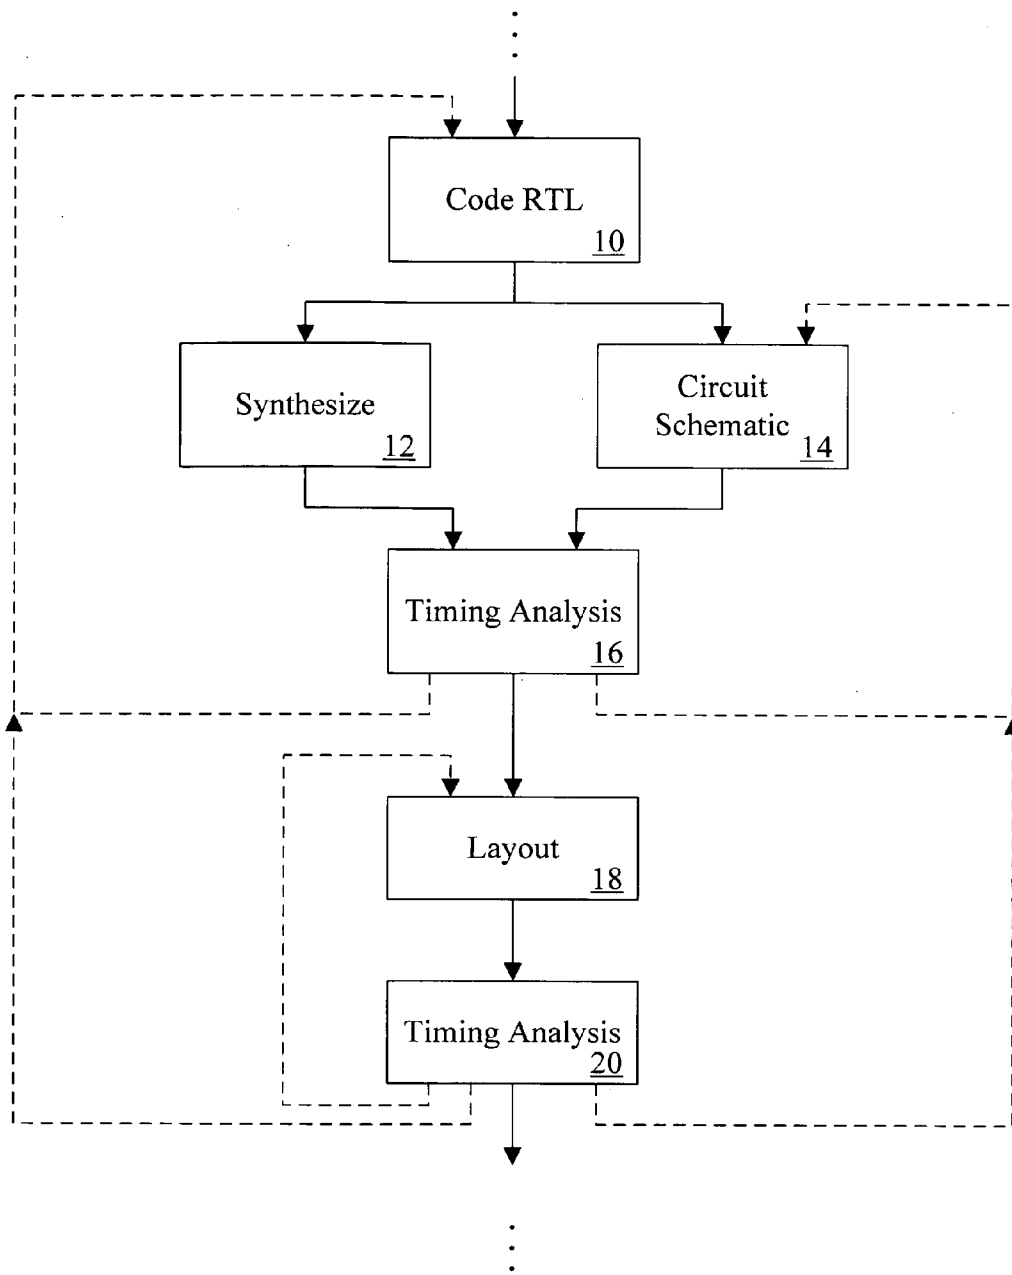 Code RTL
10
Synthesize
12
Circuit
Schematic
14
Timing Analysis
16
Layout
18
Timing Analysis
20